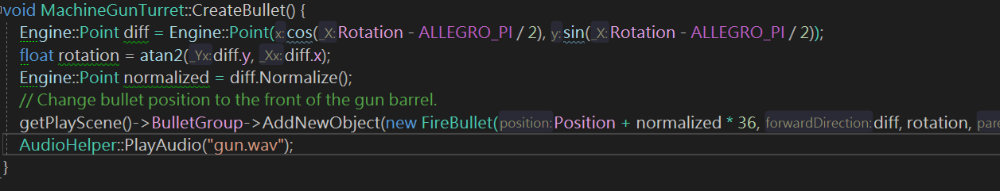 void MachineGunTurret::CreateBullet() {
Engine::Point diff = Engine::Point(x:cos(_X:Rotation - ALLEGRO_PI / 2), y:sin(_X:Rotation - ALLEGRO_PI / 2));
float rotation = atan2(_Yx:diff.y, _Xx:diff.x);
Engine::Point normalized = diff.Normalize();
// Change bullet position to the front of the gun barrel.
getPlayScene()->BulletGroup->AddNewObject(new FireBullet(position:Position + normalized * 36, forwardDirection:diff, rotation, pare
AudioHelper::PlayAudio("gun.wav");
}